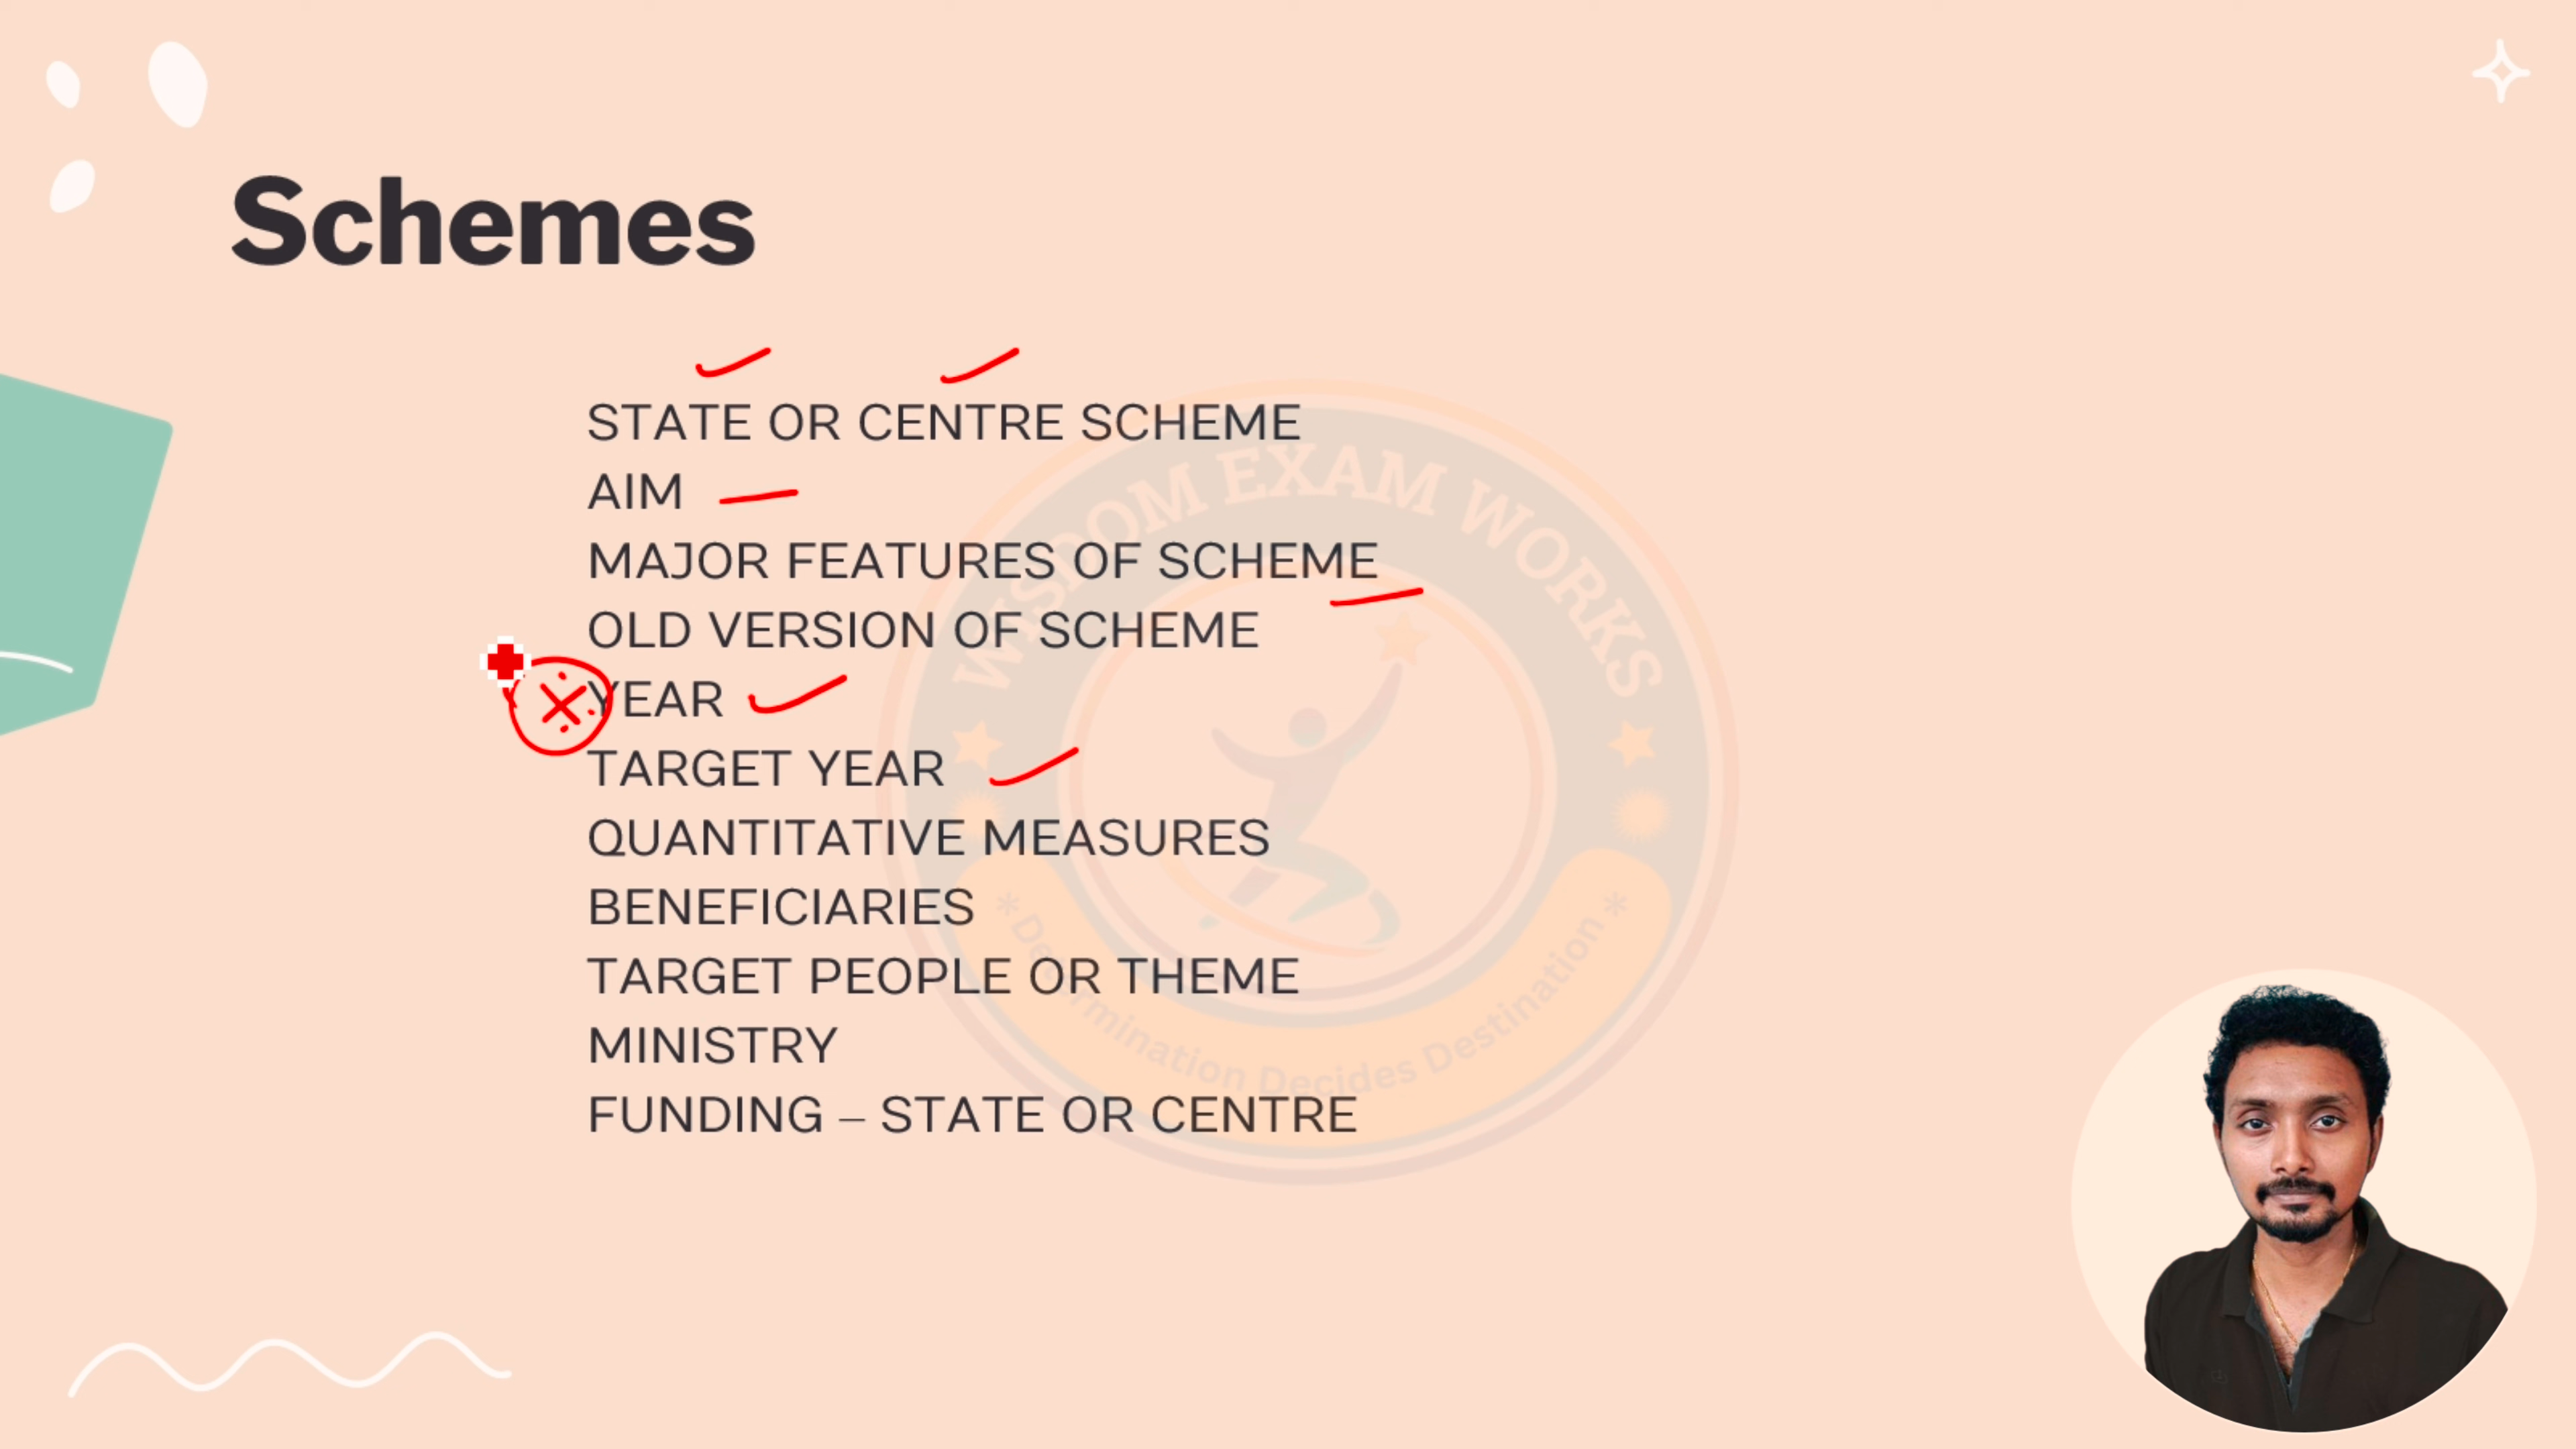 Schemes
STATE OR CENTRE SCHEME
AIM
MAJOR FEATURES OF SCHEME
OLD VERSION OF SCHEME
YEAR
TARGET YEAR
QUANTITATIVE MEASURES
BENEFICIARIES
TARGET PEOPLE OR THEME
MINISTRY
FUNDING – STATE OR CENTRE
WISDOM EXAM WORKS
*Determination Decides Destination*